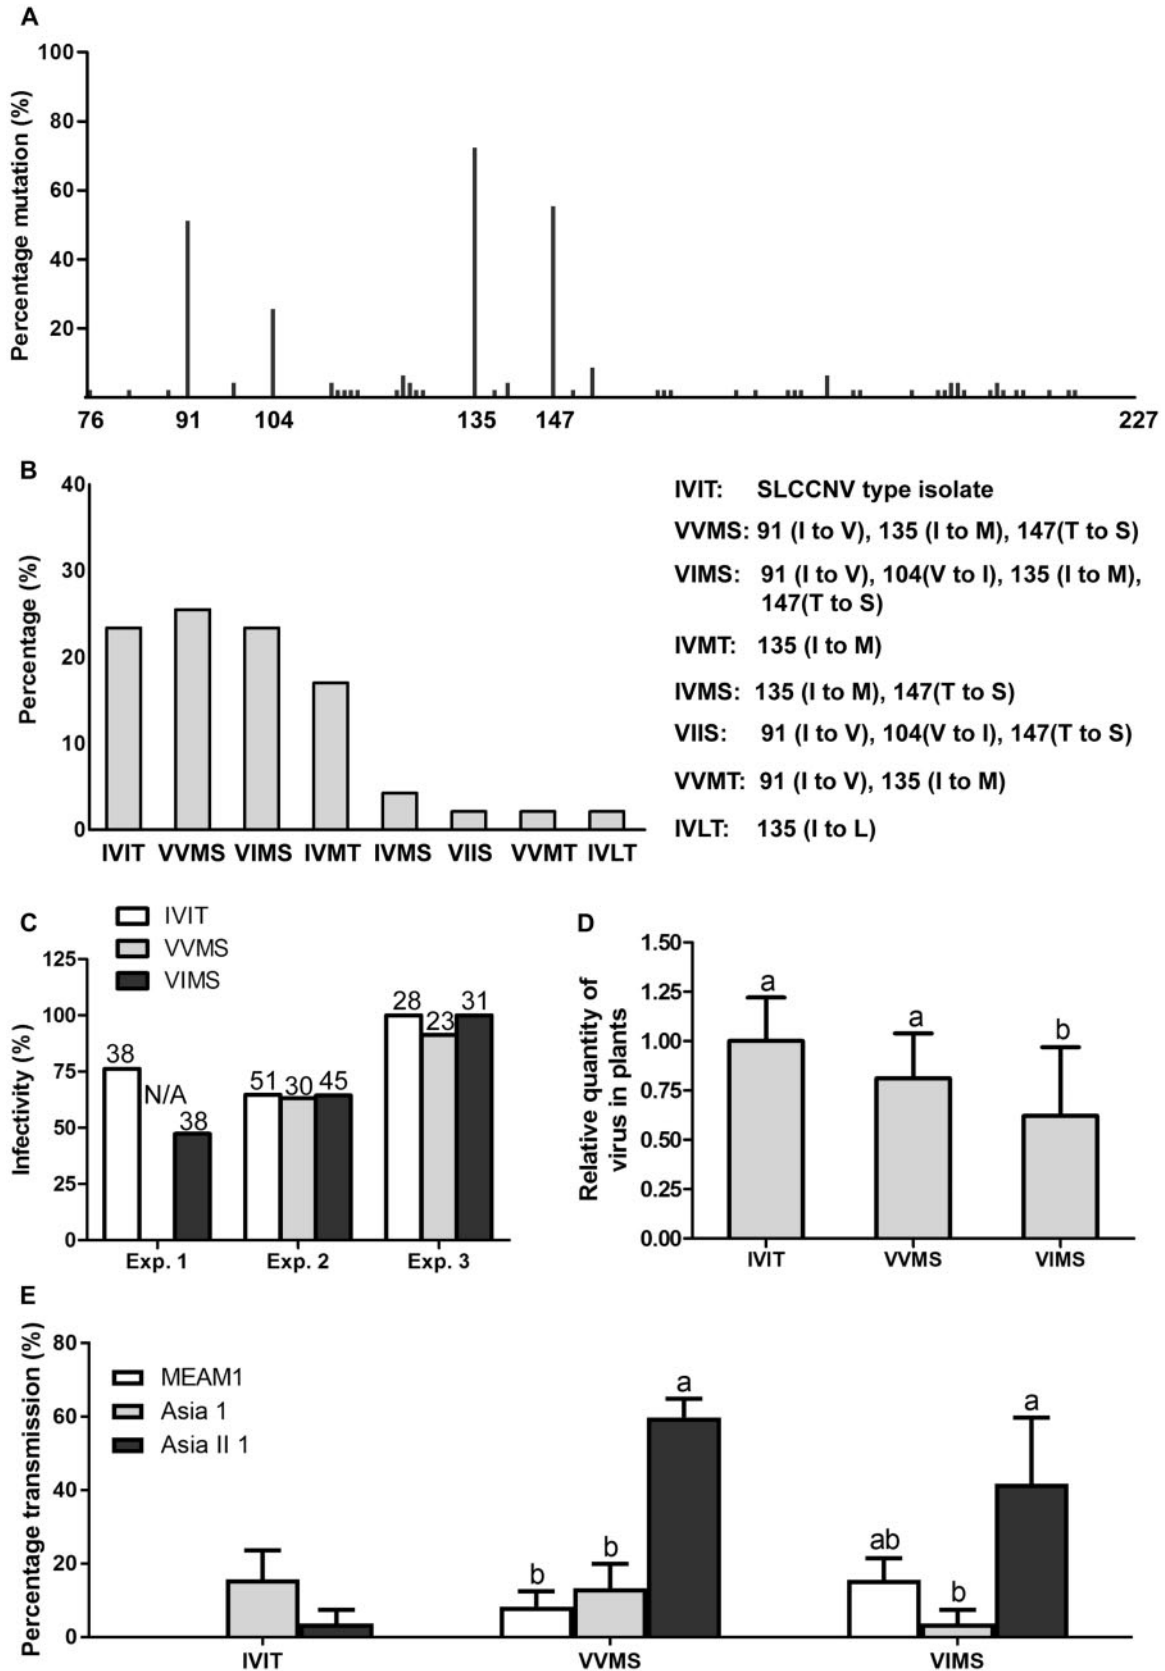 A
Percentage mutation (%)
100
80
60
40
20
76 91 104 135 147 227
B
Percentage (%)
40
30
20
10
0
IVIT VVMS VIMS IVMT IVMS VIIS VVMT IVLT
IVIT: SLCCNV type isolate
VVMS: 91 (I to V), 135 (I to M), 147(T to S)
VIMS: 91 (I to V), 104(V to I), 135 (I to M),
147(T to S)
IVMT: 135 (I to M)
IVMS: 135 (I to M), 147(T to S)
VIIS: 91 (I to V), 104(V to I), 147(T to S)
VVMT: 91 (I to V), 135 (I to M)
IVLT: 135 (I to L)
C
IVIT
VVMS
VIMS
Infectivity (%)
125
100
75
50
25
0
38 N/A 38
51 30 45
28 23 31
Exp. 1 Exp. 2 Exp. 3
D
Relative quantity of
virus in plants
1.50
1.25
1.00
0.75
0.50
0.25
0.00
a a b
IVIT VVMS VIMS
E
Percentage transmission (%)
80
60
40
20
0
MEAM1
Asia 1
Asia II 1
b b a
ab b a
IVIT VVMS VIMS